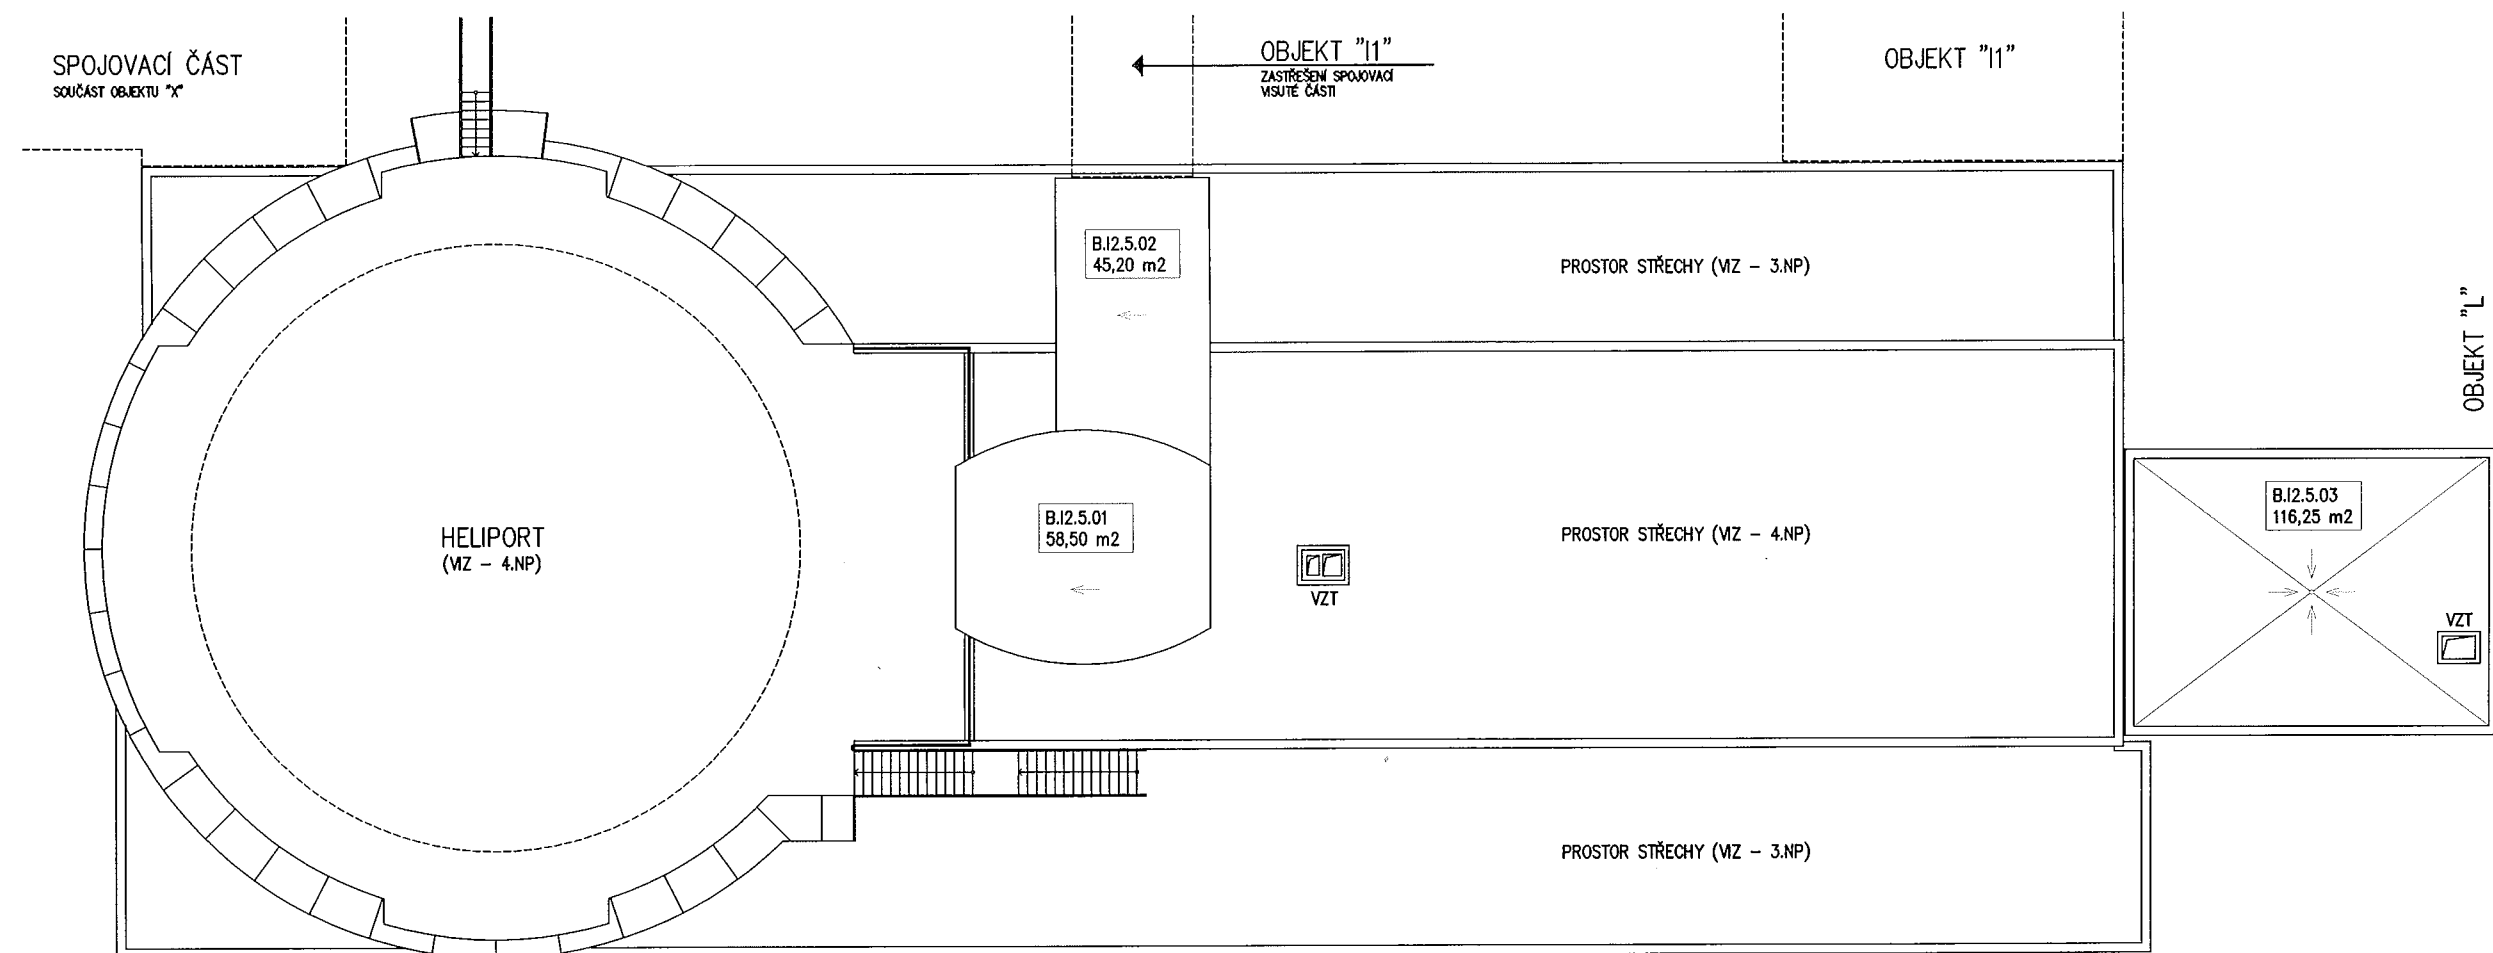 SPOJOVACÍ ČÁST
SOUČÁST OBJEKTU "X"
OBJEKT "I1"
ZASTŘEŠENÍ SPOJOVACÍ
VISUTÉ ČÁSTI
OBJEKT "I1"
B.I2.5.02
45,20 m2
PROSTOR STŘECHY (VIZ - 3.NP)
OBJEKT "L"
HELIPORT
(VIZ - 4.NP)
B.I2.5.01
58,50 m2
VZT
PROSTOR STŘECHY (VIZ - 4.NP)
B.I2.5.03
116,25 m2
VZT
PROSTOR STŘECHY (VIZ - 3.NP)